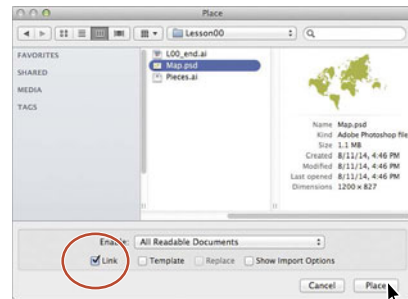 Place
Lesson00
FAVORITES
SHARED
MEDIA
TAGS
L00_end.ai
Map.psd
Pieces.ai
Name Map.psd
Kind Adobe Photoshop file
Size 1.1 MB
Created 8/11/14, 4:46 PM
Modified 8/11/14, 4:46 PM
Last opened 8/11/14, 4:46 PM
Dimensions 1200 x 827
Enable: All Readable Documents
Link Template Replace Show Import Options
Cancel Place